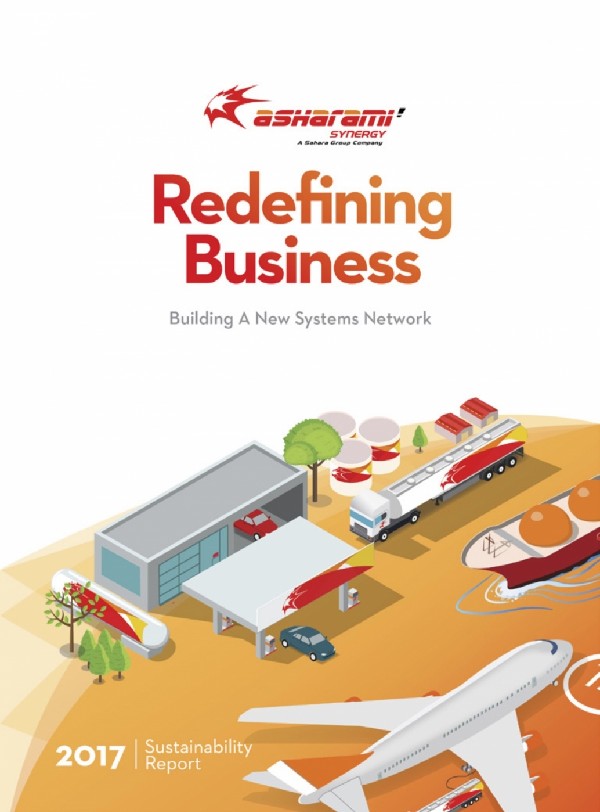 asharami
SYNERGY
A Sahara Group Company
Redefining
Business
Building A New Systems Network
2017
Sustainability
Report